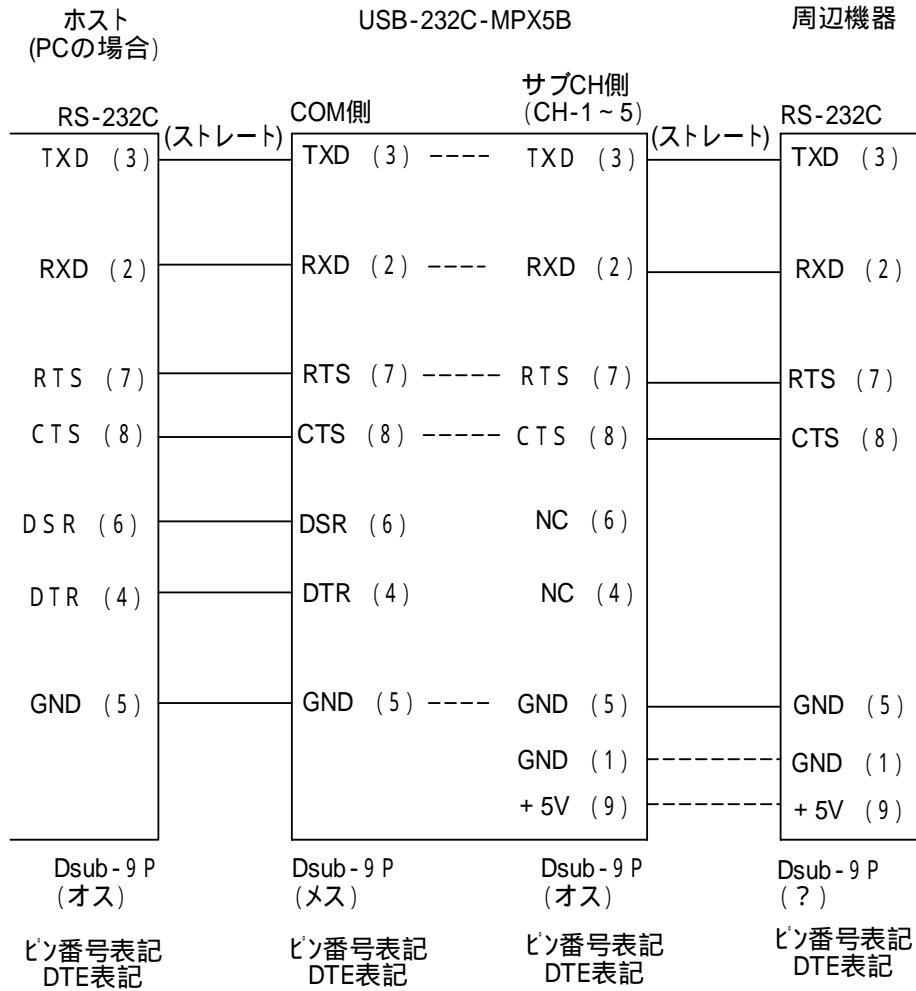 ホスト
(PCの場合)
USB-232C-MPX5B
周辺機器
サブCH側
(CH-1~5)
RS-232C
(ストレート)
COM側
(ストレート)
RS-232C
TXD (3)
TXD (3)
TXD (3)
TXD (3)
RXD (2)
RXD (2)
RXD (2)
RXD (2)
RTS (7)
RTS (7)
RTS (7)
RTS (7)
CTS (8)
CTS (8)
CTS (8)
CTS (8)
DSR (6)
DSR (6)
NC (6)
DTR (4)
DTR (4)
NC (4)
GND (5)
GND (5)
GND (5)
GND (5)
GND (1)
GND (1)
+5V (9)
+5V (9)
Dsub-9P
(オス)
ピン番号表記
DTE表記
Dsub-9P
(メス)
ピン番号表記
DTE表記
Dsub-9P
(オス)
ピン番号表記
DTE表記
Dsub-9P
(?)
ピン番号表記
DTE表記